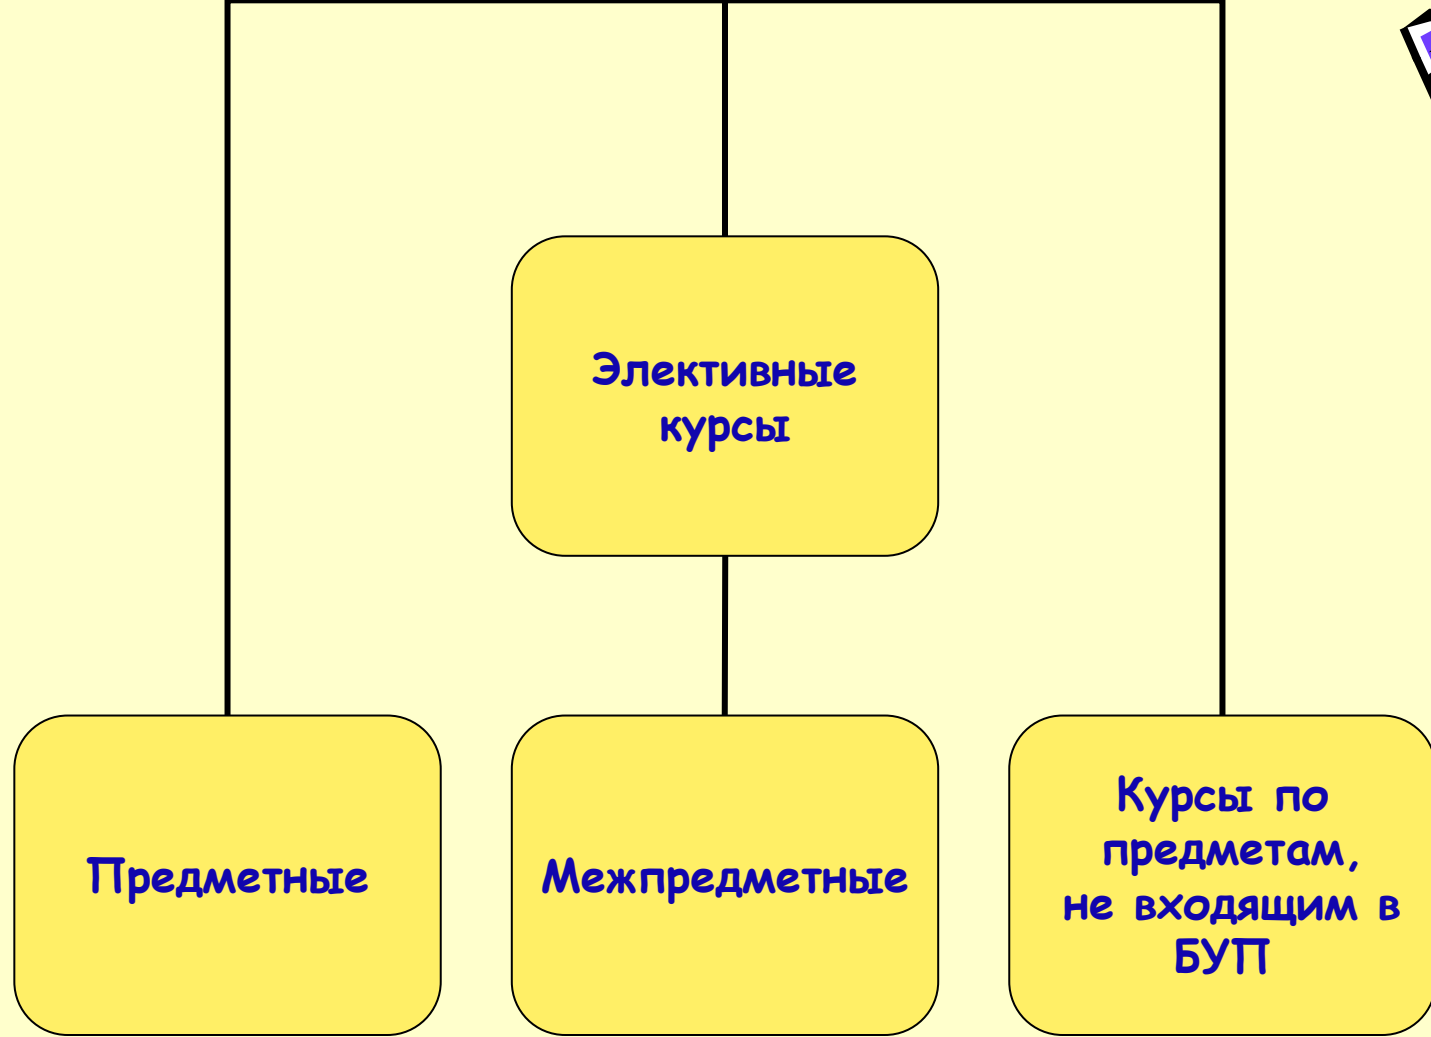 Элективные
курсы
Предметные
Межпредметные
Курсы по
предметам,
не входящим в
БУП